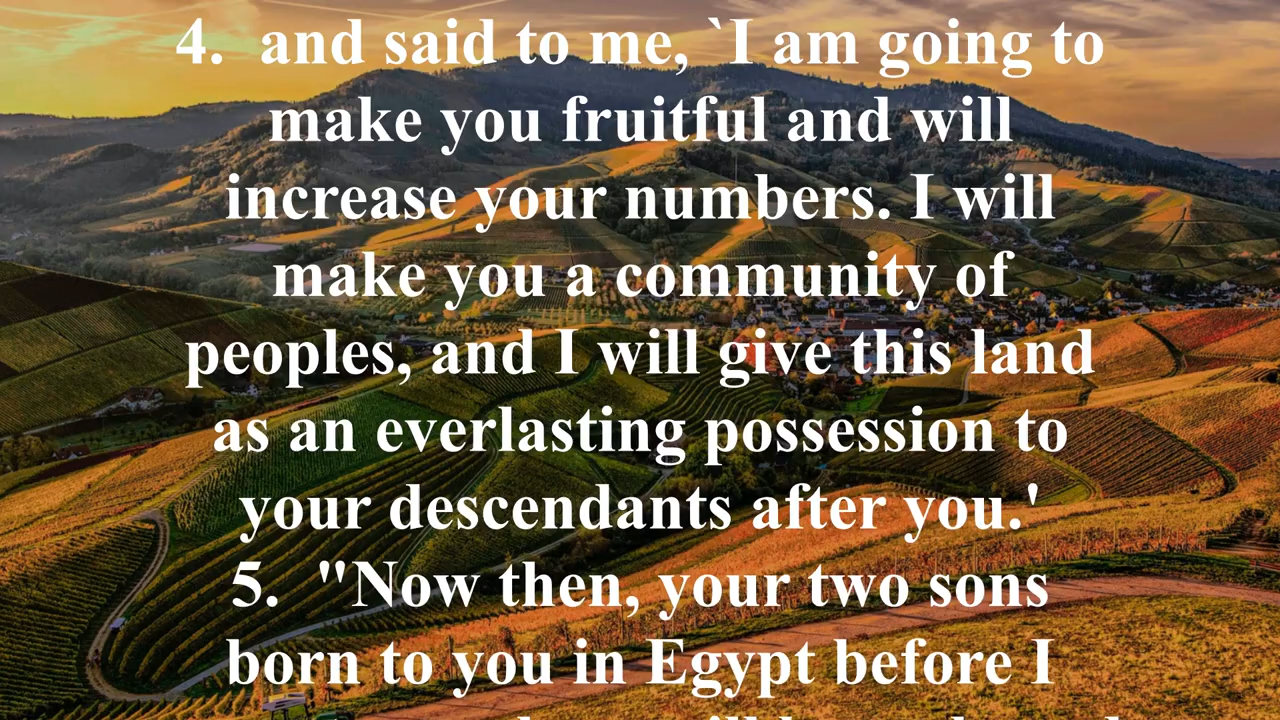 4.  and said to me, `I am going to
make you fruitful and will
increase your numbers. I will
make you a community of
peoples, and I will give this land
as an everlasting possession to
your descendants after you.'
5.   "Now then, your two sons
born to you in Egypt before I